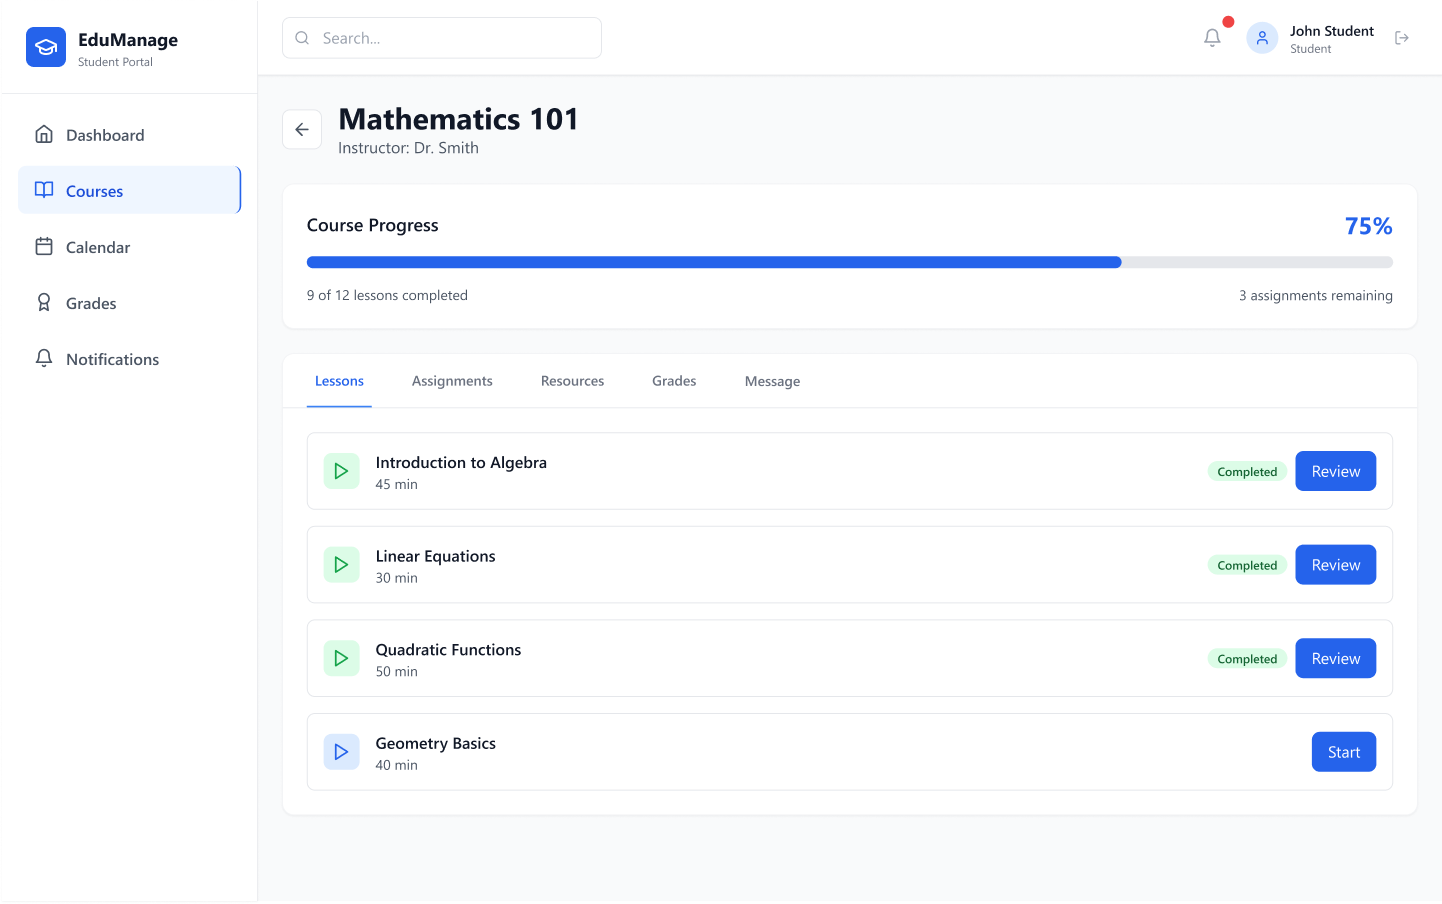 EduManage
Student Portal
Search...
John Student
Student
Dashboard
Courses
Calendar
Grades
Notifications
Mathematics 101
Instructor: Dr. Smith
Course Progress
75%
9 of 12 lessons completed
3 assignments remaining
Lessons
Assignments
Resources
Grades
Message
Introduction to Algebra
45 min
Completed
Review
Linear Equations
30 min
Completed
Review
Quadratic Functions
50 min
Completed
Review
Geometry Basics
40 min
Start